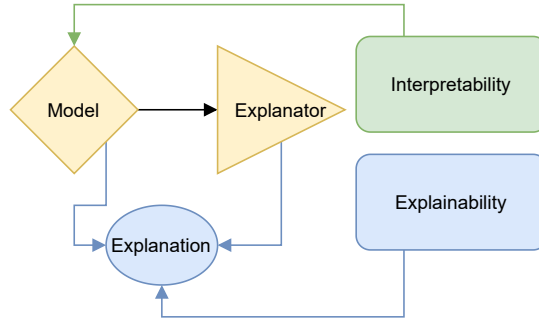 Interpretability
Model
Explanator
Explainability
Explanation